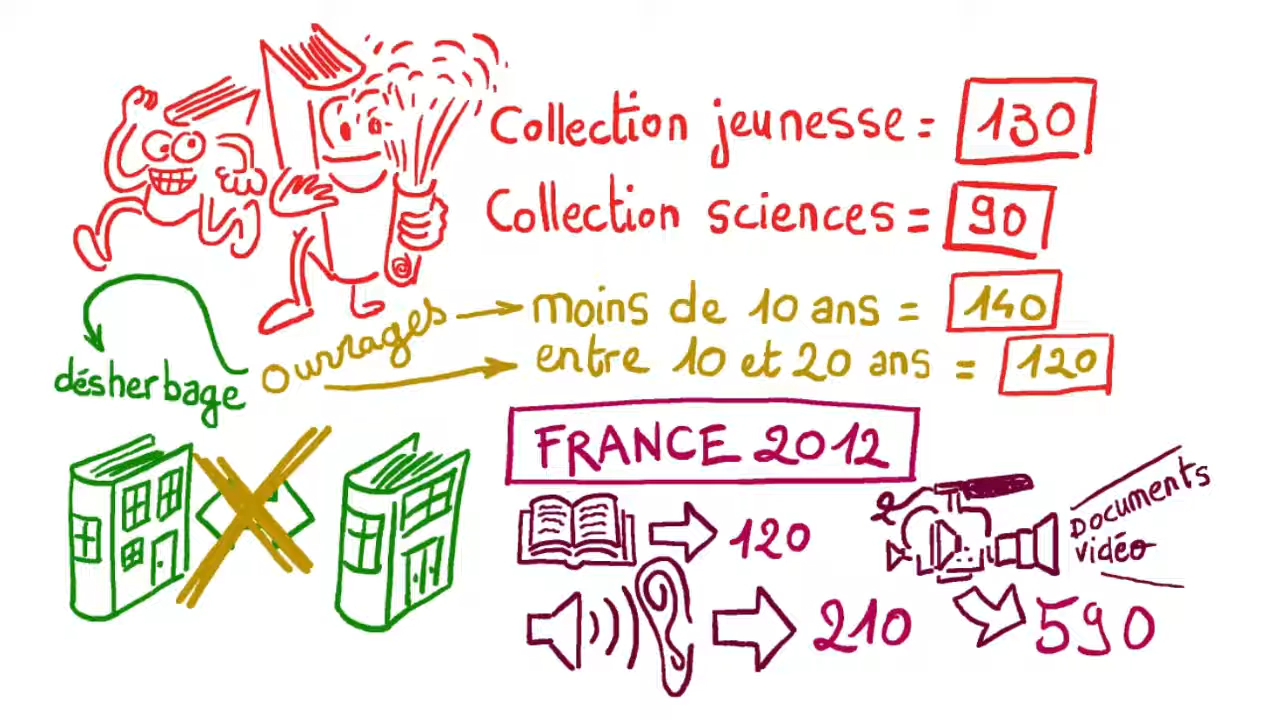 Collection jeunesse = 130
Collection sciences = 90
Ouvrages → moins de 10 ans = 140
entre 10 et 20 ans = 120
désherbage
FRANCE 2012
120
Documents
vidéo
210
590